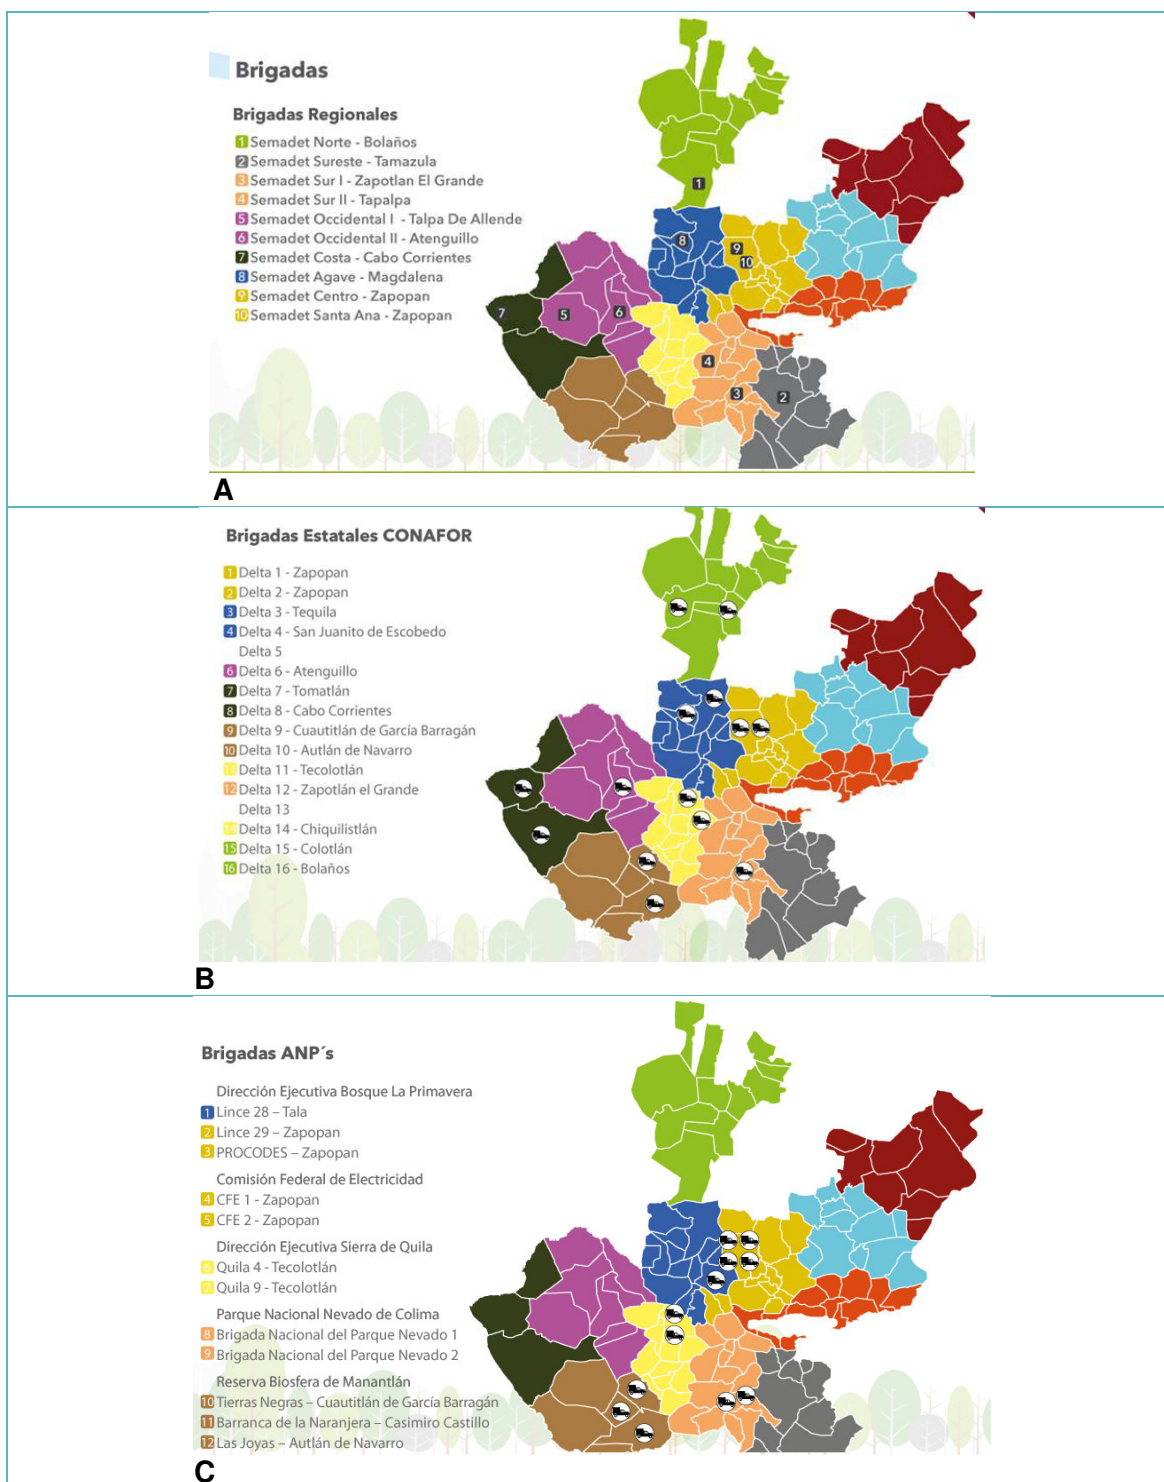 Brigadas
Brigadas Regionales
1 Semadet Norte - Bolaños
2 Semadet Sureste - Tamazula
3 Semadet Sur I - Zapotlan El Grande
4 Semadet Sur II - Tapalpa
5 Semadet Occidental I - Talpa De Allende
6 Semadet Occidental II - Atenguillo
7 Semadet Costa - Cabo Corrientes
8 Semadet Agave - Magdalena
9 Semadet Centro - Zapopan
10 Semadet Santa Ana - Zapopan
1
8
9
10
7
5
6
4
3
2
A
Brigadas Estatales CONAFOR
1 Delta 1 - Zapopan
2 Delta 2 - Zapopan
3 Delta 3 - Tequila
4 Delta 4 - San Juanito de Escobedo
Delta 5
6 Delta 6 - Atenguillo
7 Delta 7 - Tomatlán
8 Delta 8 - Cabo Corrientes
9 Delta 9 - Cuautitlán de García Barragán
10 Delta 10 - Autlán de Navarro
11 Delta 11 - Tecolotlán
12 Delta 12 - Zapotlán el Grande
Delta 13
14 Delta 14 - Chiquilistlán
15 Delta 15 - Colotlán
16 Delta 16 - Bolaños
B
Brigadas ANP´s
Dirección Ejecutiva Bosque La Primavera
1 Lince 28 – Tala
2 Lince 29 – Zapopan
3 PROCODES – Zapopan
Comisión Federal de Electricidad
4 CFE 1 - Zapopan
5 CFE 2 - Zapopan
Dirección Ejecutiva Sierra de Quila
6 Quila 4 - Tecolotlán
7 Quila 9 - Tecolotlán
Parque Nacional Nevado de Colima
8 Brigada Nacional del Parque Nevado 1
9 Brigada Nacional del Parque Nevado 2
Reserva Biosfera de Manantlán
10 Tierras Negras – Cuautitlán de García Barragán
11 Barranca de la Naranjera – Casimiro Castillo
12 Las Joyas – Autlán de Navarro
C